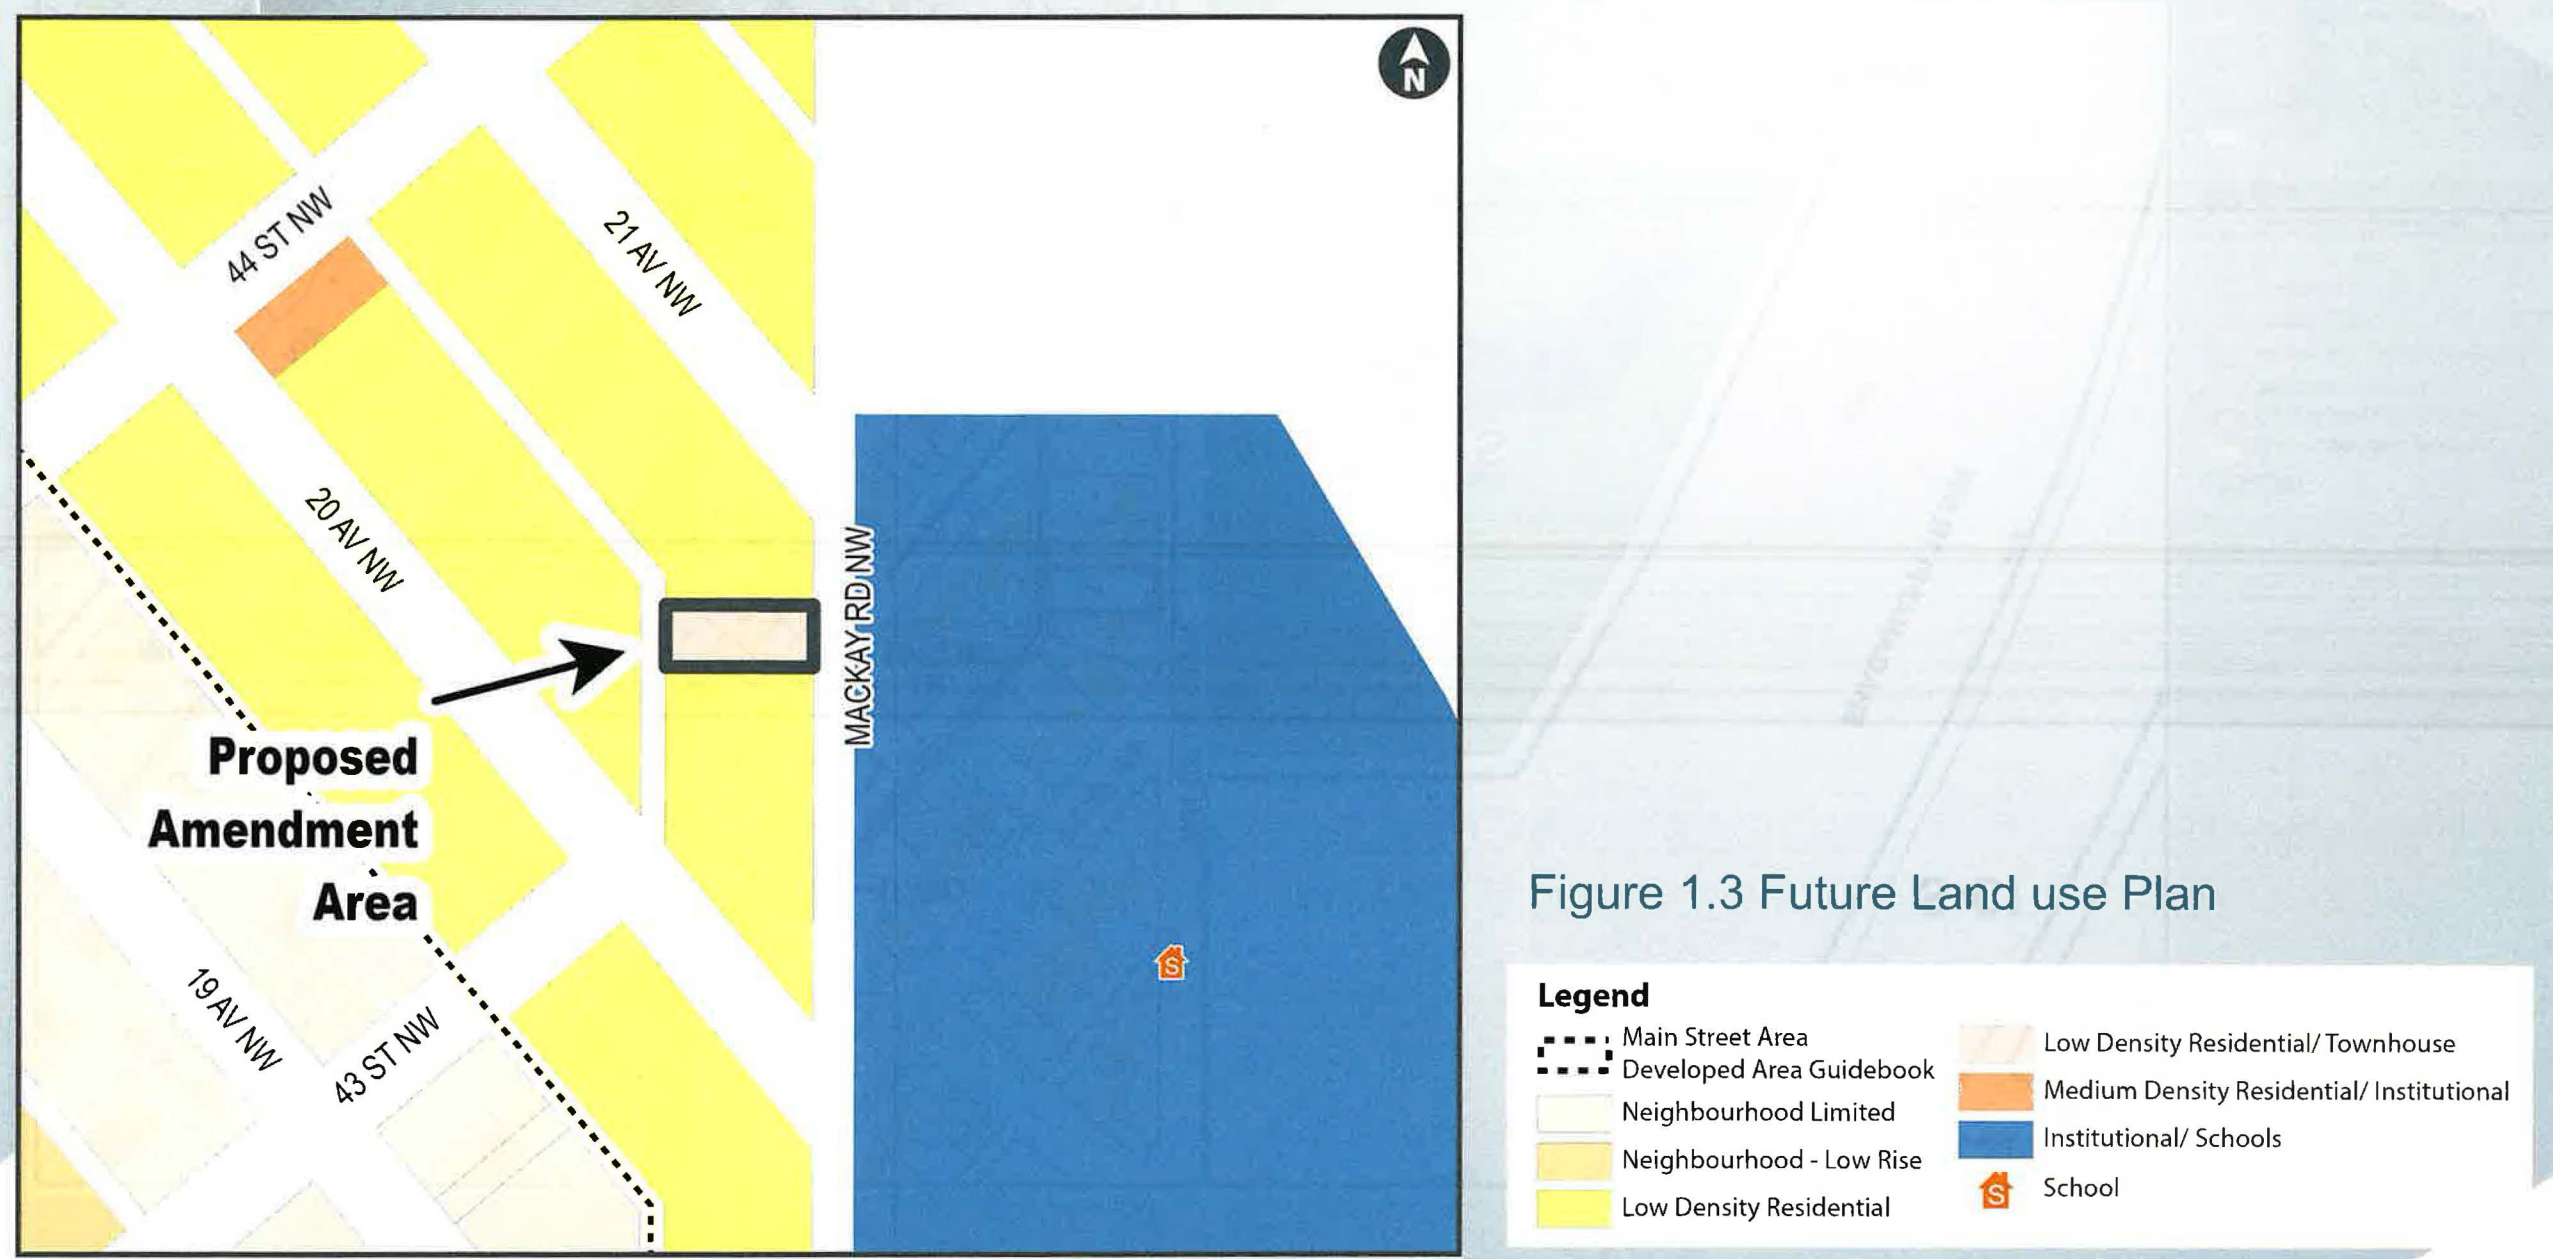 N
44 ST NW
21 AV NW
20 AV NW
MACKAY RD NW
Proposed
Amendment
Area
19 AV NW
43 ST NW
S
Figure 1.3 Future Land use Plan
Legend
Main Street Area
Developed Area Guidebook
Neighbourhood Limited
Neighbourhood - Low Rise
Low Density Residential
Low Density Residential/ Townhouse
Medium Density Residential/ Institutional
Institutional/ Schools
S
School